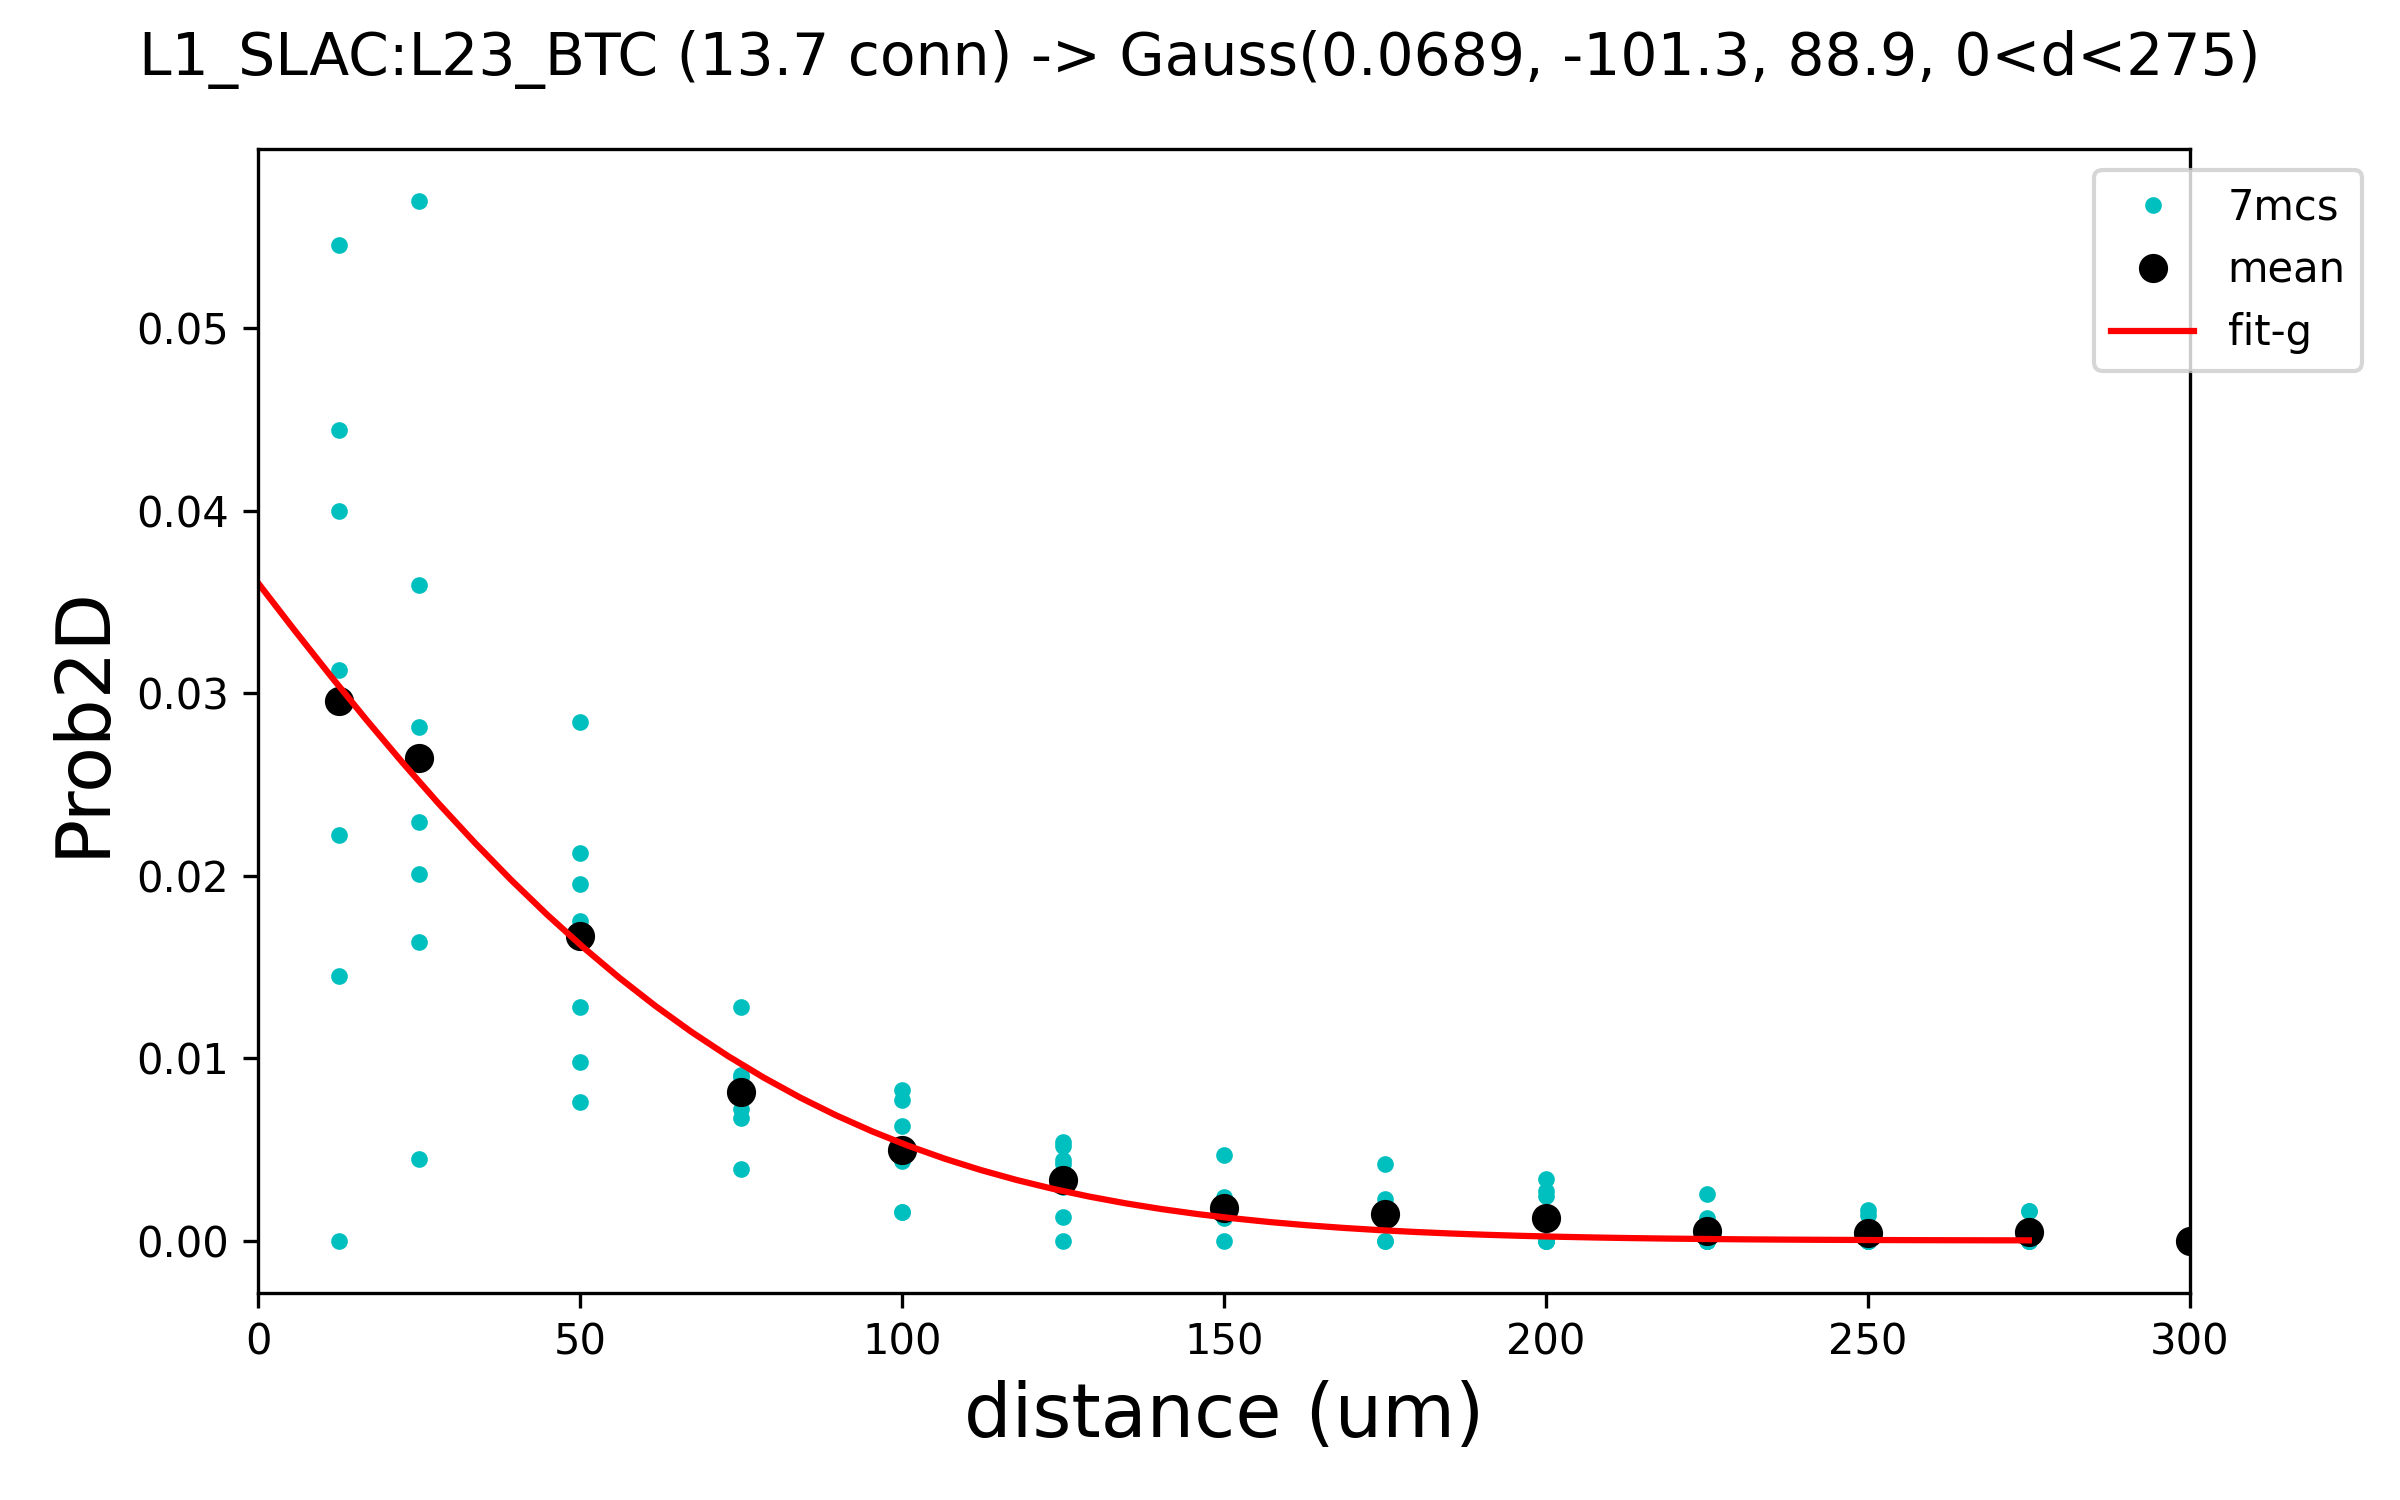 L1_SLAC:L23_BTC (13.7 conn) -> Gauss(0.0689, -101.3, 88.9, 0<d<275)
7mcs
mean
fit-g
Prob2D
0.05
0.04
0.03
0.02
0.01
0.00
0 50 100 150 200 250 300
distance (um)